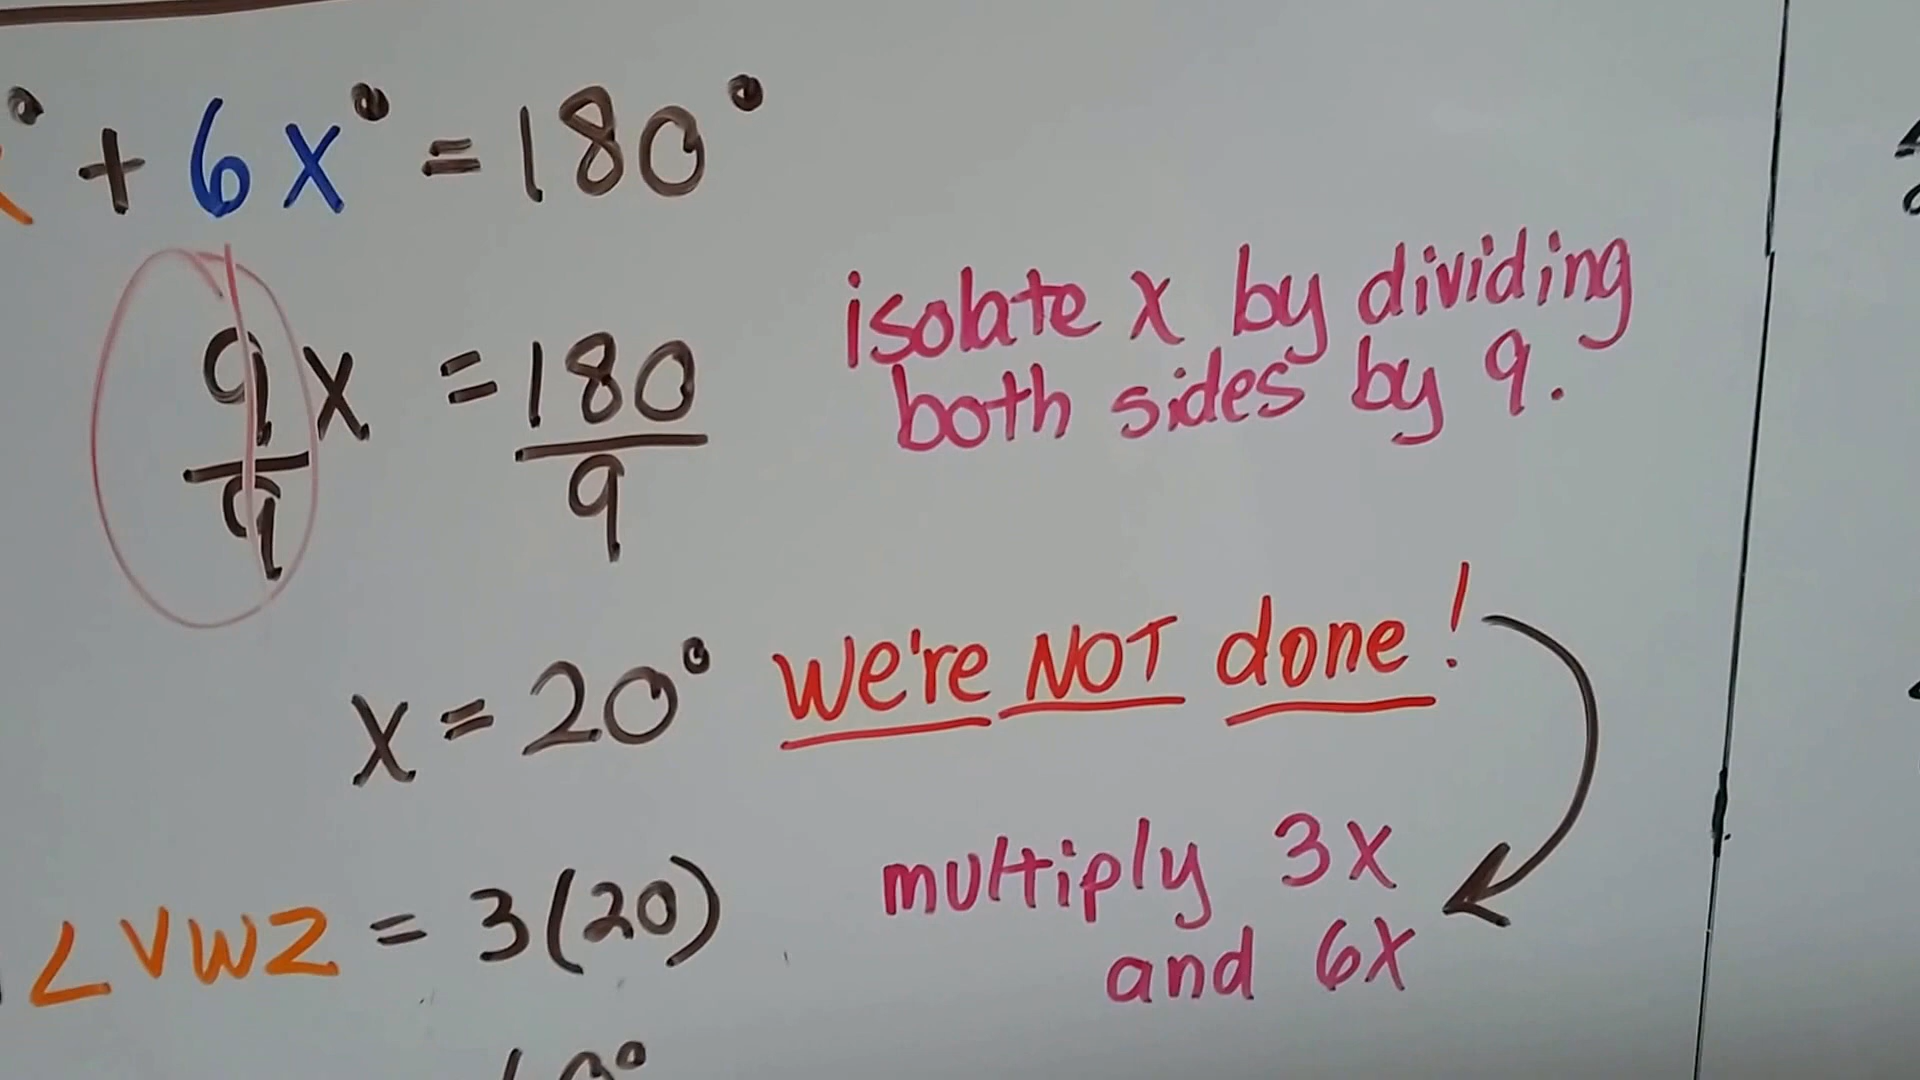 ° + 6x° = 180°
9/9 x = 180/9
isolate x by dividing
both sides by 9.
x = 20° We're NOT done!
multiply 3x
and 6x
∠VWZ = 3(20)